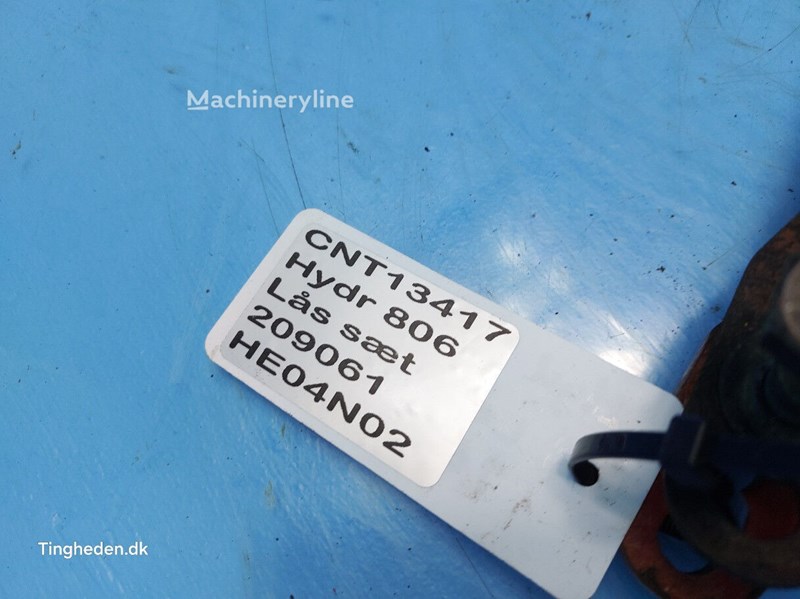 Machineryline
CNT13417
Hydr 806
Lås sæt
209061
HE04N02
Tingheden.dk